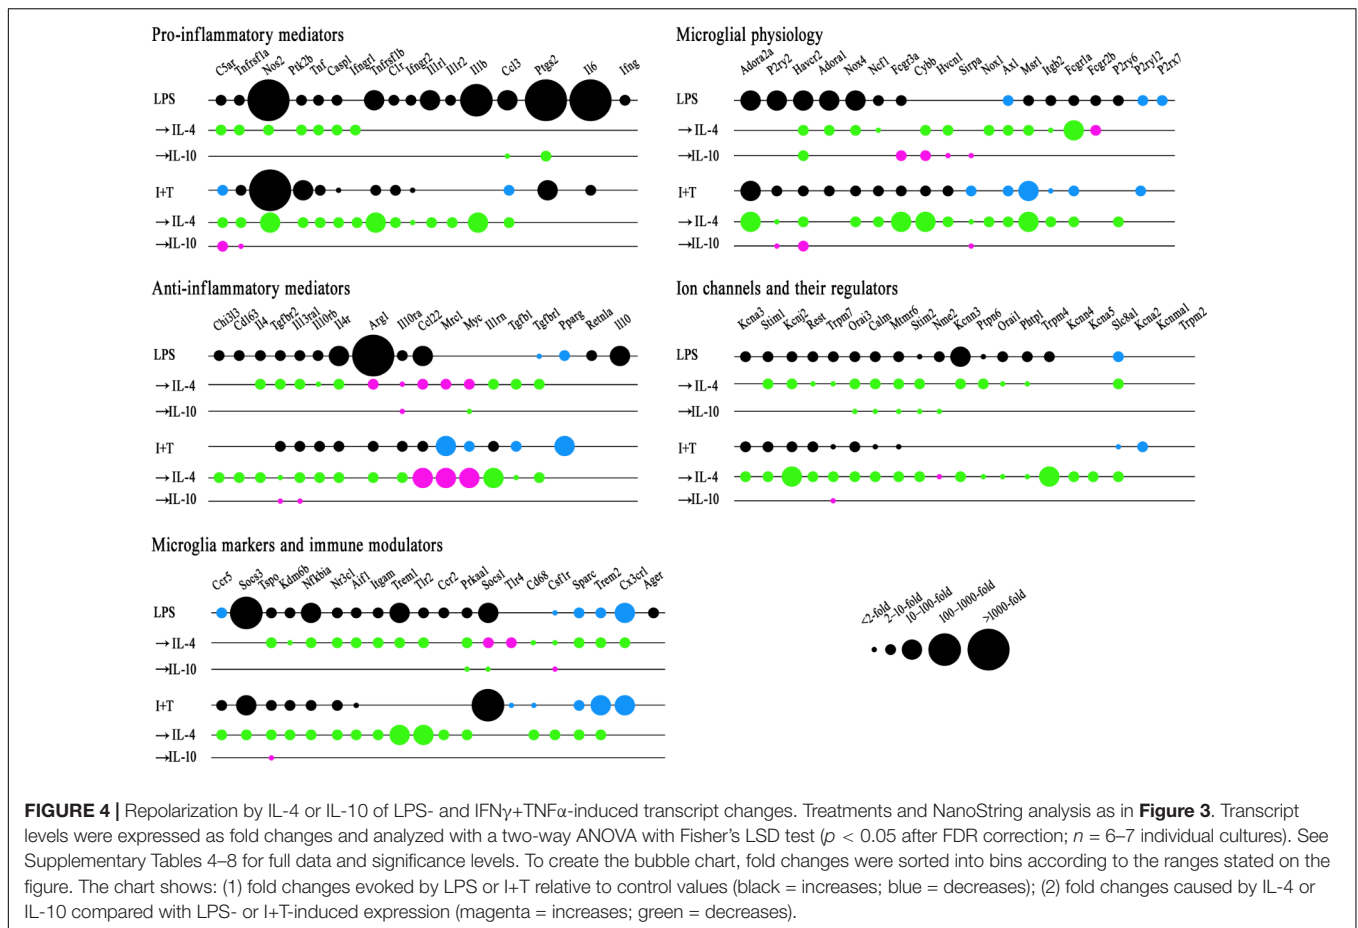 Pro-inflammatory mediators
C5ar Tnfrsf1a Nos2 Ptk2b Tnf Casp1 Ifngr1 Tnfrsf1b C1r Ifngr2 Il1r1 Il1r2 Il1b Ccl3 Ptgs2 Il6 Ifng
LPS
→ IL-4
→IL-10
I+T
→ IL-4
→IL-10
Microglial physiology
Adora2a P2ry2 Havcr2 Adora1 Nox4 Ncf1 Fcgr3a Cybb Hvcn1 Sirpa Nox1 Axl Msr1 Itgb2 Fcgr1a Fcgr2b P2ry6 P2ry12 P2rx7
LPS
→ IL-4
→IL-10
I+T
→ IL-4
→IL-10
Anti-inflammatory mediators
Chi3l3 Cd163 Il4 Tgfbr2 Il13ra1 Il10rb Il4r Arg1 Il10ra Ccl22 Mrc1 Myc Il1rn Tgfb1 Tgfbr1 Pparg Retnla Il10
LPS
→ IL-4
→IL-10
I+T
→ IL-4
→IL-10
Ion channels and their regulators
Kcna3 Stim1 Kcnj2 Rest Trpm7 Orai3 Calm Mtmr6 Stim2 Nme2 Kcnn3 Ptpn6 Orai1 Phtp1 Trpm4 Kcnn4 Kcna5 Slc8a1 Kcna2 Kcnma1 Trpm2
LPS
→ IL-4
→IL-10
I+T
→ IL-4
→IL-10
Microglia markers and immune modulators
Ccr5 Socs3 Tspo Kdm6b Nfkbia Nr3c1 Aif1 Itgam Trem1 Tlr2 Ccr2 Prkaa1 Socs1 Tlr4 Cd68 Csf1r Sparc Trem2 Cx3cr1 Ager
LPS
→ IL-4
→IL-10
I+T
→ IL-4
→IL-10
<2-fold 2–10-fold 10–100-fold 100–1000-fold >1000-fold
FIGURE 4 | Repolarization by IL-4 or IL-10 of LPS- and IFNγ+TNFα-induced transcript changes. Treatments and NanoString analysis as in Figure 3. Transcript
levels were expressed as fold changes and analyzed with a two-way ANOVA with Fisher's LSD test (p < 0.05 after FDR correction; n = 6–7 individual cultures). See
Supplementary Tables 4–8 for full data and significance levels. To create the bubble chart, fold changes were sorted into bins according to the ranges stated on the
figure. The chart shows: (1) fold changes evoked by LPS or I+T relative to control values (black = increases; blue = decreases); (2) fold changes caused by IL-4 or
IL-10 compared with LPS- or I+T-induced expression (magenta = increases; green = decreases).